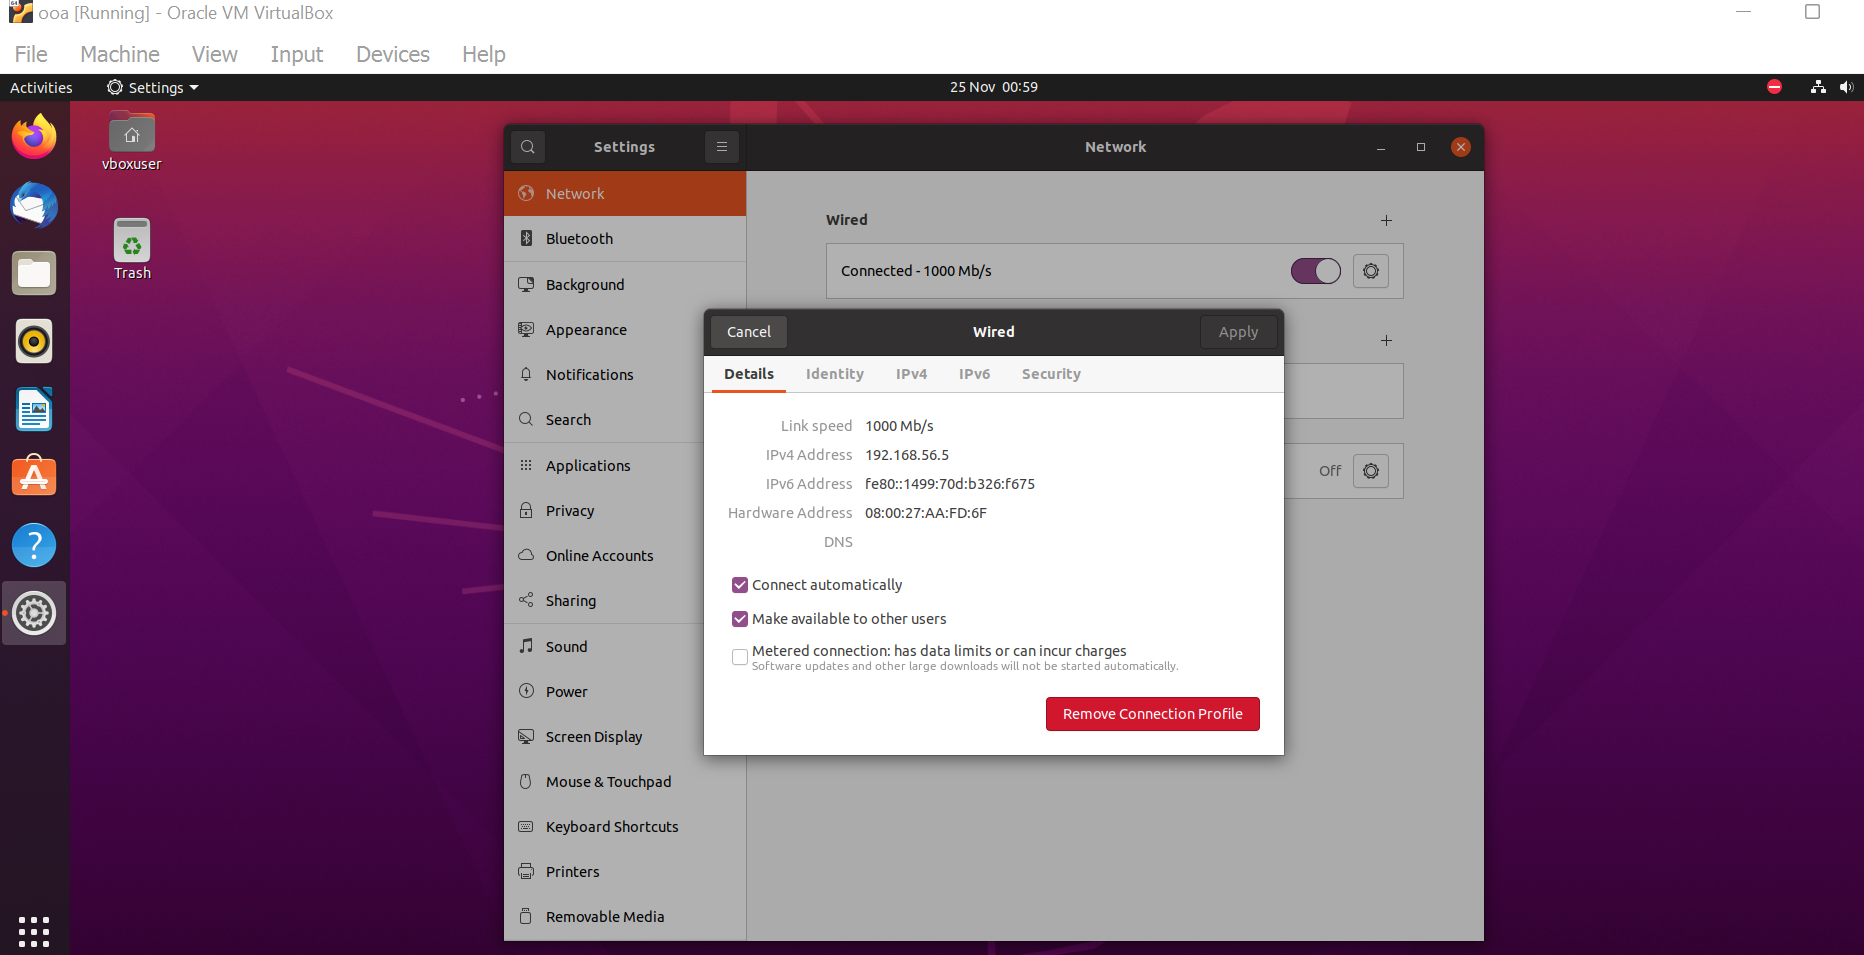 ooa [Running] - Oracle VM VirtualBox
File Machine View Input Devices Help
Activities Settings 25 Nov 00:59
vboxuser
Trash
Settings
Network
Bluetooth
Background
Appearance
Notifications
Search
Applications
Privacy
Online Accounts
Sharing
Sound
Power
Screen Display
Mouse & Touchpad
Keyboard Shortcuts
Printers
Removable Media
Network
Wired
Connected - 1000 Mb/s
Off
Cancel Wired Apply
Details Identity IPv4 IPv6 Security
Link speed 1000 Mb/s
IPv4 Address 192.168.56.5
IPv6 Address fe80::1499:70d:b326:f675
Hardware Address 08:00:27:AA:FD:6F
DNS
Connect automatically
Make available to other users
Metered connection: has data limits or can incur charges
Software updates and other large downloads will not be started automatically.
Remove Connection Profile